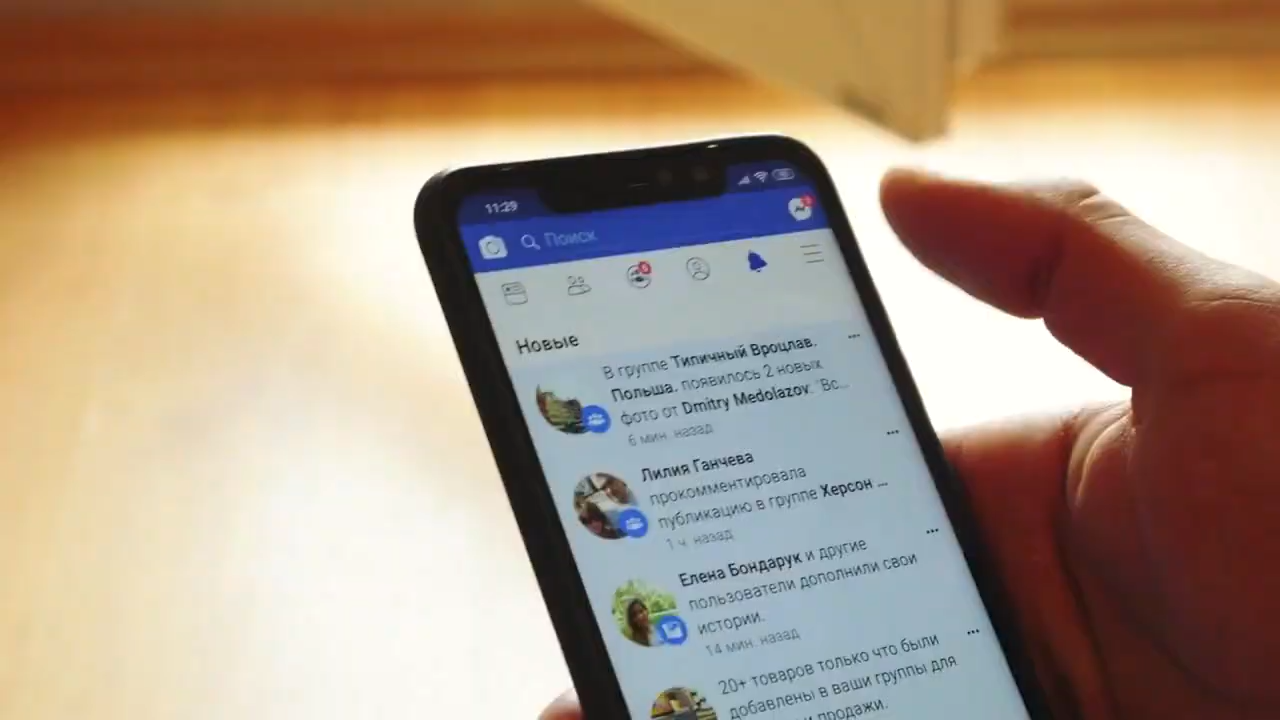 11:29
Поиск
Новые
В группе Типичный Вроцлав,
Польша, появилось 2 новых
фото от Dmitry Medolazov: "Вс...
6 мин. назад
Лилия Ганчева
прокомментировала
публикацию в группе Херсон ...
1 ч. назад
Елена Бондарук и другие
пользователи дополнили свои
истории.
14 мин. назад
20+ товаров только что были
добавлены в ваши группы для
и продажи.